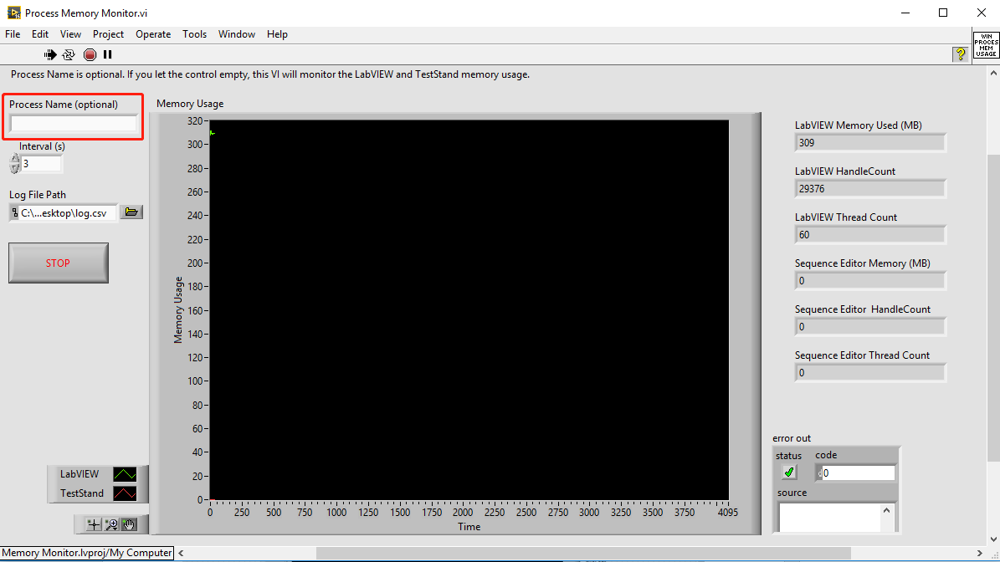 Process Memory Monitor.vi
File Edit View Project Operate Tools Window Help
WIN
PROCES
MEM
USAGE
?
Process Name is optional. If you let the control empty, this VI will monitor the LabVIEW and TestStand memory usage.
Process Name (optional)
Interval (s)
3
Log File Path
C:\...esktop\log.csv
STOP
LabVIEW
TestStand
Memory Usage
Memory Usage
320
300
280
260
240
220
200
180
160
140
120
100
80
60
40
20
0
0 250 500 750 1000 1250 1500 1750 2000 2250 2500 2750 3000 3250 3500 3750 4095
Time
LabVIEW Memory Used (MB)
309
LabVIEW HandleCount
29376
LabVIEW Thread Count
60
Sequence Editor Memory (MB)
0
Sequence Editor HandleCount
0
Sequence Editor Thread Count
0
error out
status code
d 0
source
Memory Monitor.lvproj/My Computer